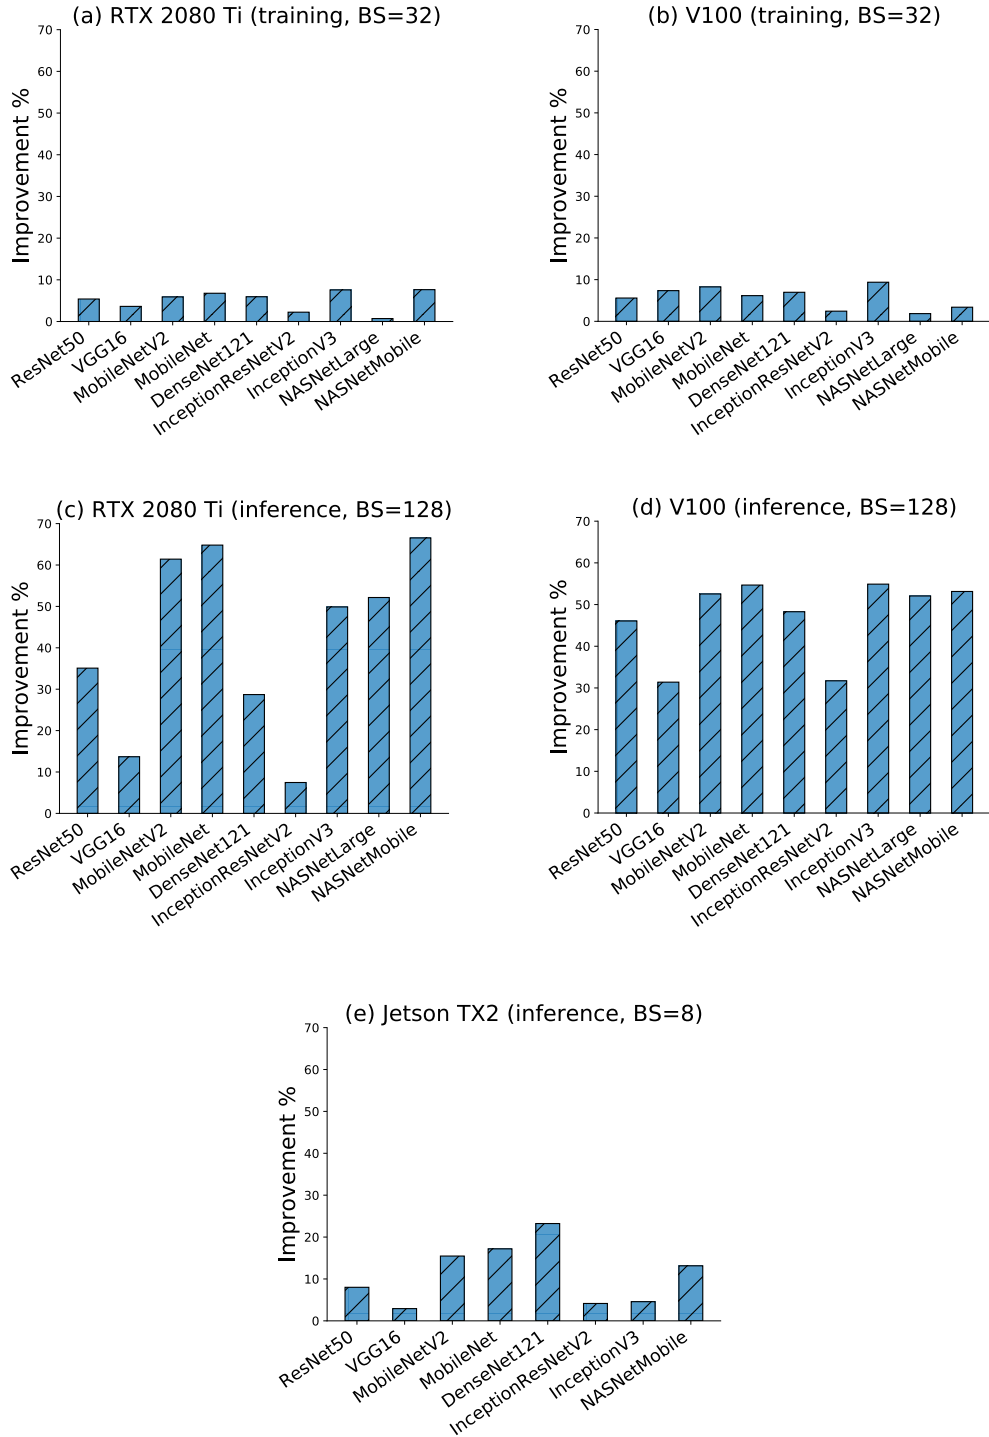 (a) RTX 2080 Ti (training, BS=32)
Improvement %
70
60
50
40
30
20
10
0
ResNet50
VGG16
MobileNetV2
MobileNet
DenseNet121
InceptionResNetV2
InceptionV3
NASNetLarge
NASNetMobile
(b) V100 (training, BS=32)
Improvement %
70
60
50
40
30
20
10
0
ResNet50
VGG16
MobileNetV2
MobileNet
DenseNet121
InceptionResNetV2
InceptionV3
NASNetLarge
NASNetMobile
(c) RTX 2080 Ti (inference, BS=128)
Improvement %
70
60
50
40
30
20
10
0
ResNet50
VGG16
MobileNetV2
MobileNet
DenseNet121
InceptionResNetV2
InceptionV3
NASNetLarge
NASNetMobile
(d) V100 (inference, BS=128)
Improvement %
70
60
50
40
30
20
10
0
ResNet50
VGG16
MobileNetV2
MobileNet
DenseNet121
InceptionResNetV2
InceptionV3
NASNetLarge
NASNetMobile
(e) Jetson TX2 (inference, BS=8)
Improvement %
70
60
50
40
30
20
10
0
ResNet50
VGG16
MobileNetV2
MobileNet
DenseNet121
InceptionResNetV2
InceptionV3
NASNetMobile